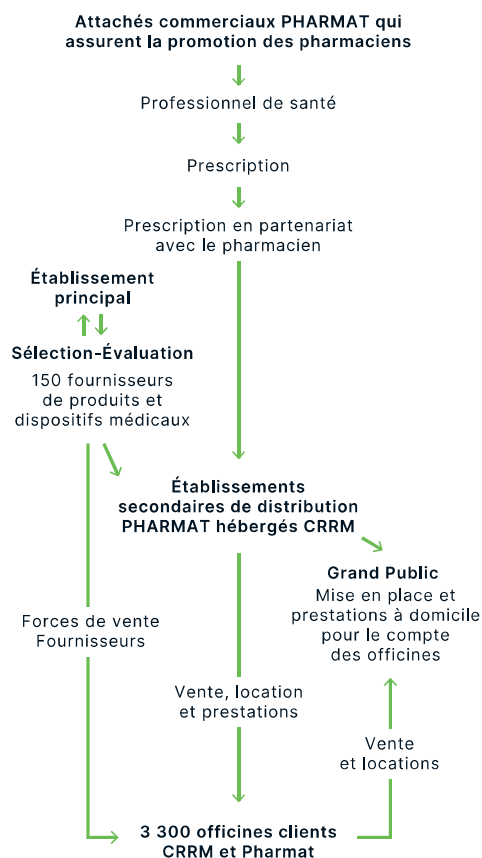 Attachés commerciaux PHARMAT qui
assurent la promotion des pharmaciens
Professionnel de santé
Prescription
Prescription en partenariat
avec le pharmacien
Établissement
principal
Sélection-Évaluation
150 fournisseurs
de produits et
dispositifs médicaux
Établissements
secondaires de distribution
PHARMAT hébergés CRRM
Grand Public
Mise en place et
prestations à domicile
pour le compte
des officines
Forces de vente
Fournisseurs
Vente, location
et prestations
Vente
et locations
3 300 officines clients
CRRM et Pharmat